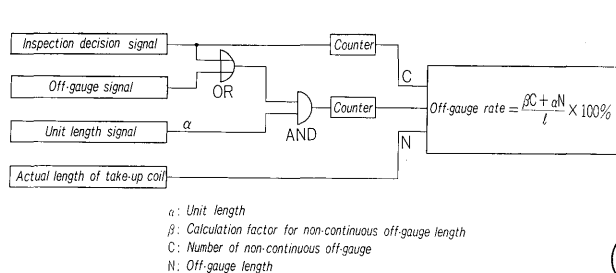 Inspection decision signal
Counter
Off-gauge signal
OR
C
Unit length signal
α
AND
Counter
Off-gauge rate = βC + αN / ℓ × 100%
N
Actual length of take-up coil
α: Unit length
β: Calculation factor for non-continuous off-gauge length
C: Number of non-continuous off-gauge
N: Off-gauge length